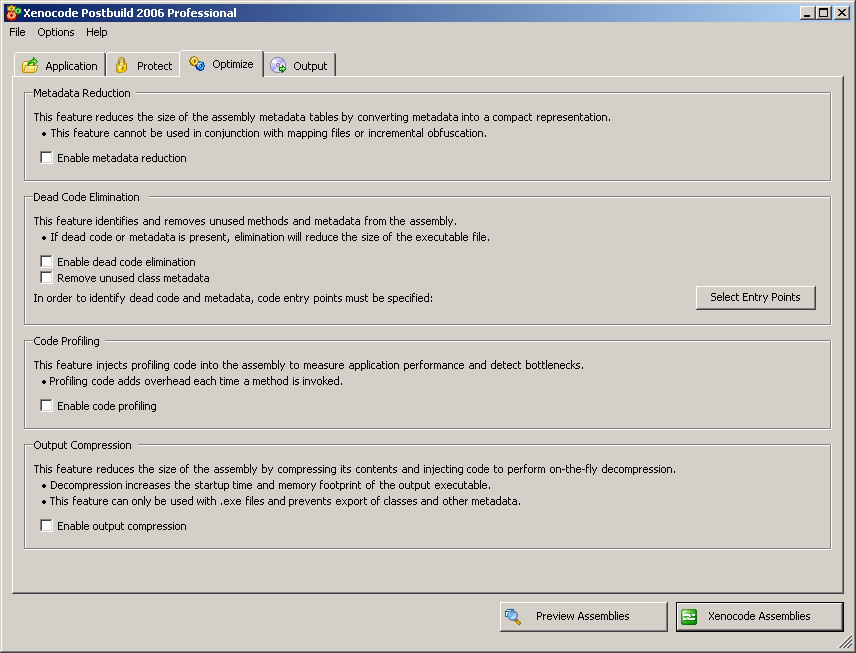 Xenocode Postbuild 2006 Professional
File Options Help
Application Protect Optimize Output
Metadata Reduction
This feature reduces the size of the assembly metadata tables by converting metadata into a compact representation.
• This feature cannot be used in conjunction with mapping files or incremental obfuscation.
Enable metadata reduction
Dead Code Elimination
This feature identifies and removes unused methods and metadata from the assembly.
• If dead code or metadata is present, elimination will reduce the size of the executable file.
Enable dead code elimination
Remove unused class metadata
In order to identify dead code and metadata, code entry points must be specified:
Select Entry Points
Code Profiling
This feature injects profiling code into the assembly to measure application performance and detect bottlenecks.
• Profiling code adds overhead each time a method is invoked.
Enable code profiling
Output Compression
This feature reduces the size of the assembly by compressing its contents and injecting code to perform on-the-fly decompression.
• Decompression increases the startup time and memory footprint of the output executable.
• This feature can only be used with .exe files and prevents export of classes and other metadata.
Enable output compression
Preview Assemblies
Xenocode Assemblies